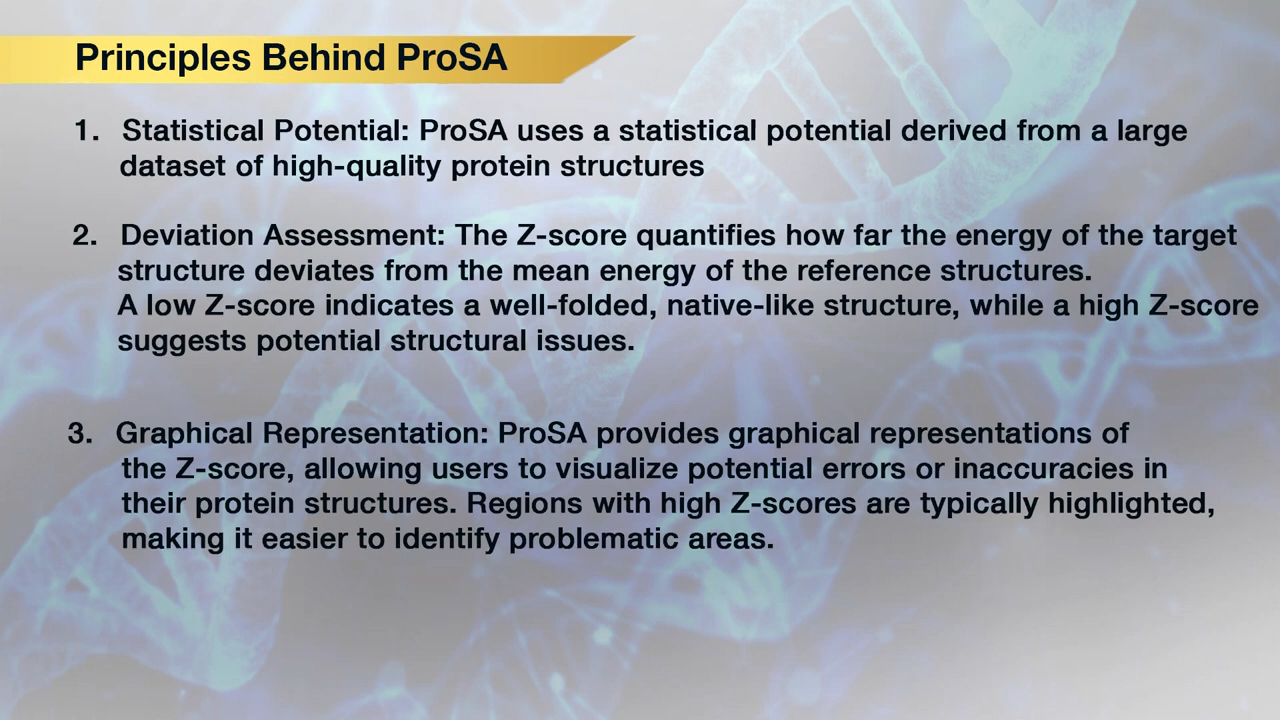 Principles Behind ProSA
1. Statistical Potential: ProSA uses a statistical potential derived from a large
dataset of high-quality protein structures
2. Deviation Assessment: The Z-score quantifies how far the energy of the target
structure deviates from the mean energy of the reference structures.
A low Z-score indicates a well-folded, native-like structure, while a high Z-score
suggests potential structural issues.
3. Graphical Representation: ProSA provides graphical representations of
the Z-score, allowing users to visualize potential errors or inaccuracies in
their protein structures. Regions with high Z-scores are typically highlighted,
making it easier to identify problematic areas.